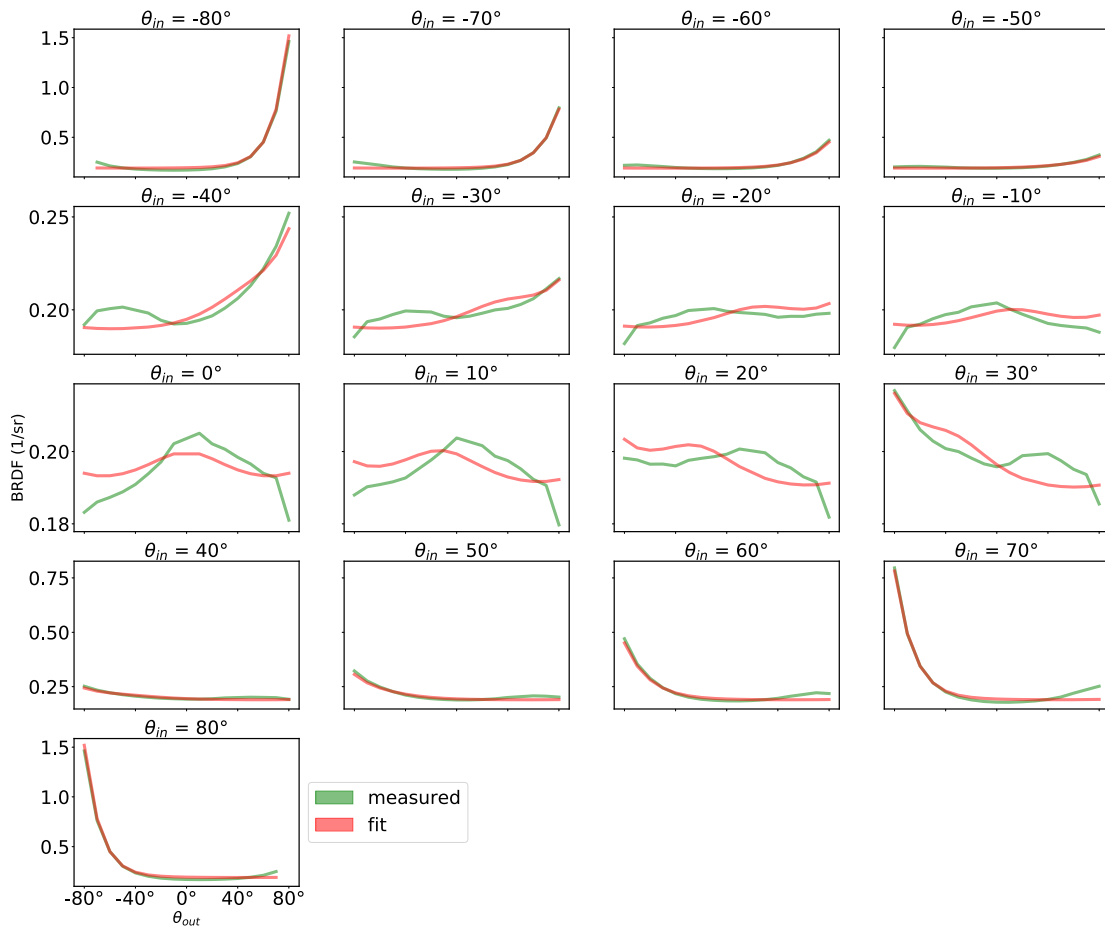 θin = -80° θin = -70° θin = -60° θin = -50°
1.5
1.0
0.5
θin = -40° θin = -30° θin = -20° θin = -10°
0.25
0.20
θin = 0° θin = 10° θin = 20° θin = 30°
BRDF (1/sr)
0.20
0.18
θin = 40° θin = 50° θin = 60° θin = 70°
0.75
0.50
0.25
θin = 80°
1.5
1.0
0.5
measured
fit
-80° -40° 0° 40° 80°
θout